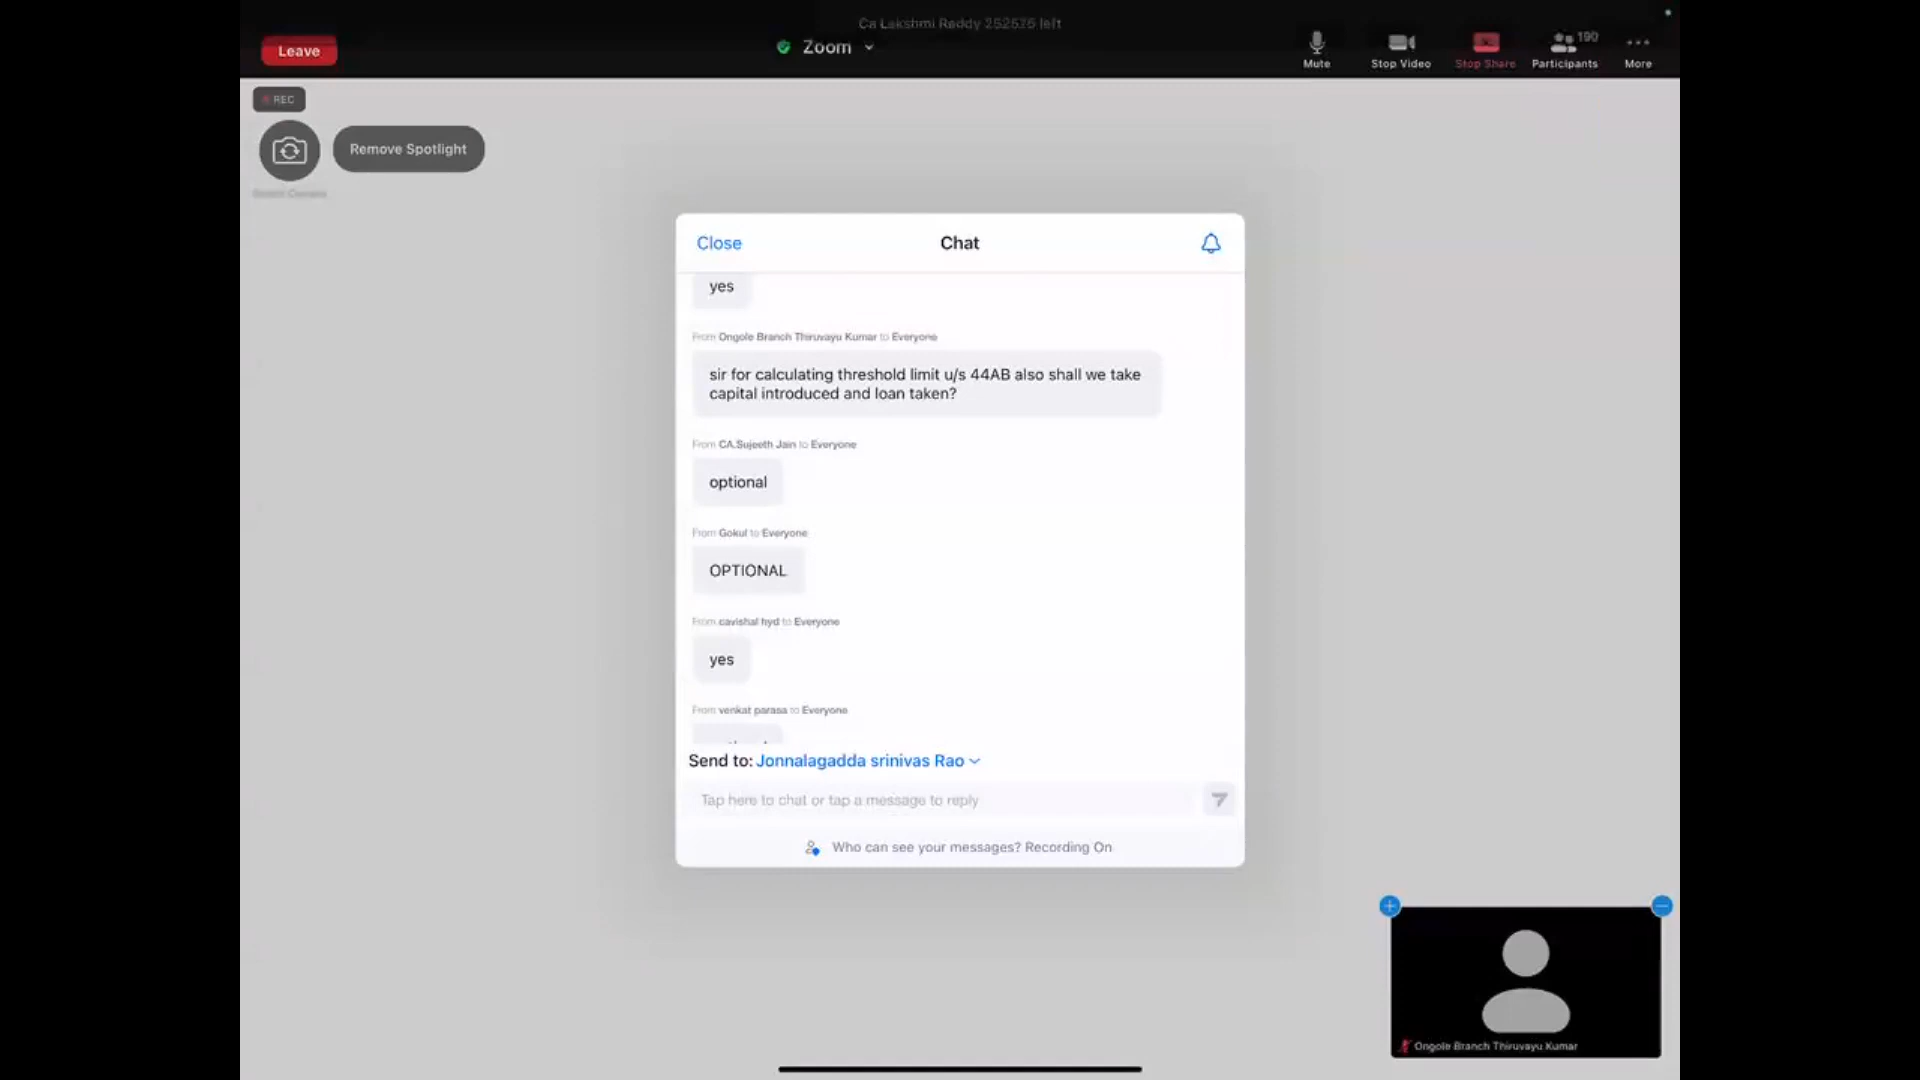 Ca Lakshmi Reddy 252575 left
Leave
Zoom
Mute
Stop Video
Stop Share
190
Participants
More
REC
Remove Spotlight
Close
Chat
yes
From Ongole Branch Thiruvayu Kumar to Everyone
sir for calculating threshold limit u/s 44AB also shall we take
capital introduced and loan taken?
From CA.Sujeeth Jain to Everyone
optional
From Gokul to Everyone
OPTIONAL
From cavishal hyd to Everyone
yes
From venkat parasa to Everyone
Send to: Jonnalagadda srinivas Rao
Tap here to chat or tap a message to reply
Who can see your messages? Recording On
Ongole Branch Thiruvayu Kumar